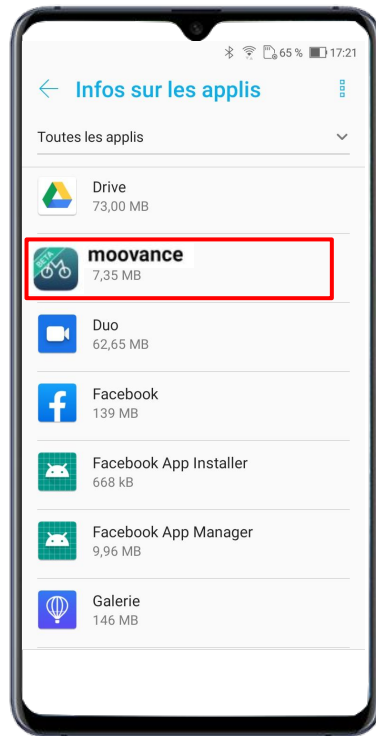 65 % 17:21
Infos sur les applis
Toutes les applis
Drive
73,00 MB
BETA
moovance
7,35 MB
Duo
62,65 MB
Facebook
139 MB
Facebook App Installer
668 kB
Facebook App Manager
9,96 MB
Galerie
146 MB